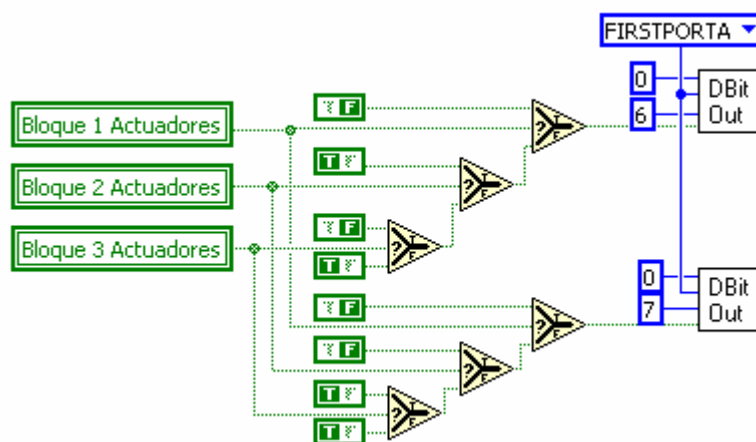 FIRSTPORTA
0
DBit
6
Out
Bloque 1 Actuadores
F
T
Bloque 2 Actuadores
F
Bloque 3 Actuadores
T
0
DBit
7
Out
F
F
T
T
? T F
? T F
? T F
? T F
? T F
? T F